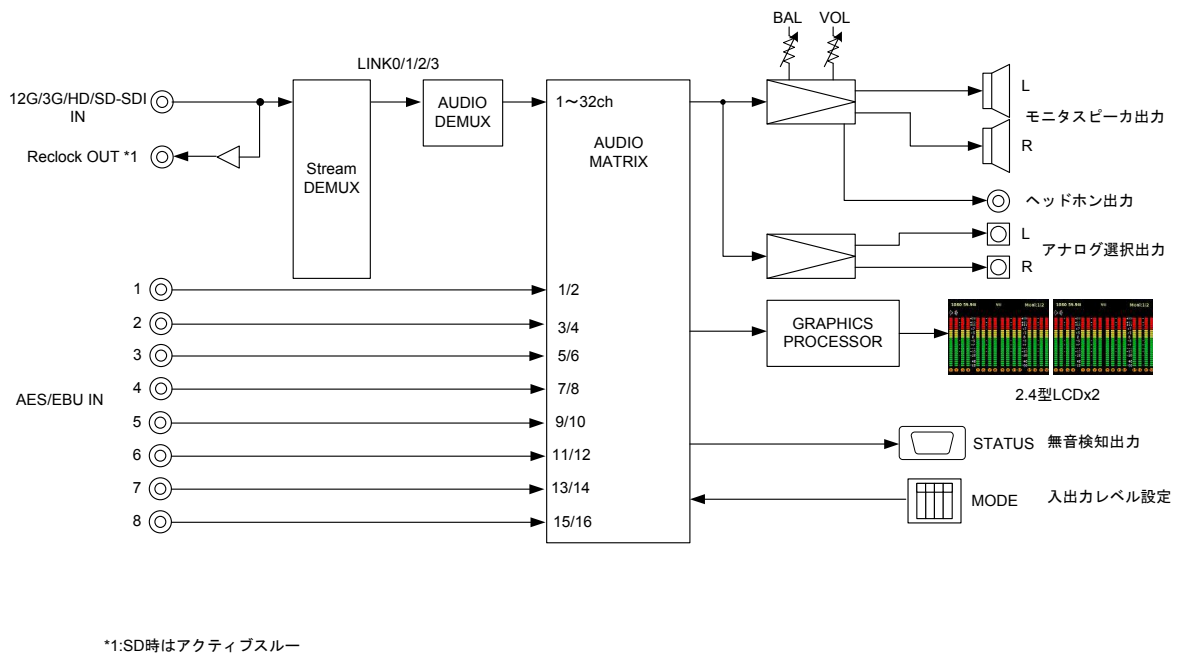 BAL
VOL
LINK0/1/2/3
12G/3G/HD/SD-SDI
IN
AUDIO
DEMUX
1～32ch
L
モニタスピーカ出力
R
AUDIO
MATRIX
Reclock OUT *1
Stream
DEMUX
ヘッドホン出力
L
アナログ選択出力
R
1
1/2
2
3/4
3
5/6
4
7/8
AES/EBU IN
5
9/10
6
11/12
7
13/14
8
15/16
GRAPHICS
PROCESSOR
2.4型LCDx2
STATUS 無音検知出力
MODE 入出力レベル設定
*1:SD時はアクティブスルー